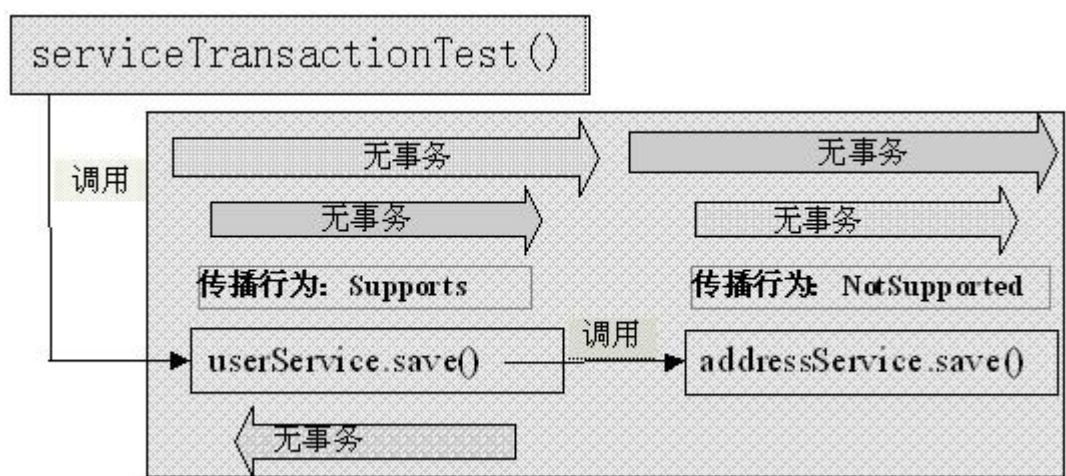 serviceTransactionTest()
调用
无事务
无事务
无事务
无事务
传播行为: Supports
传播行为: NotSupported
调用
userService.save()
addressService.save()
无事务